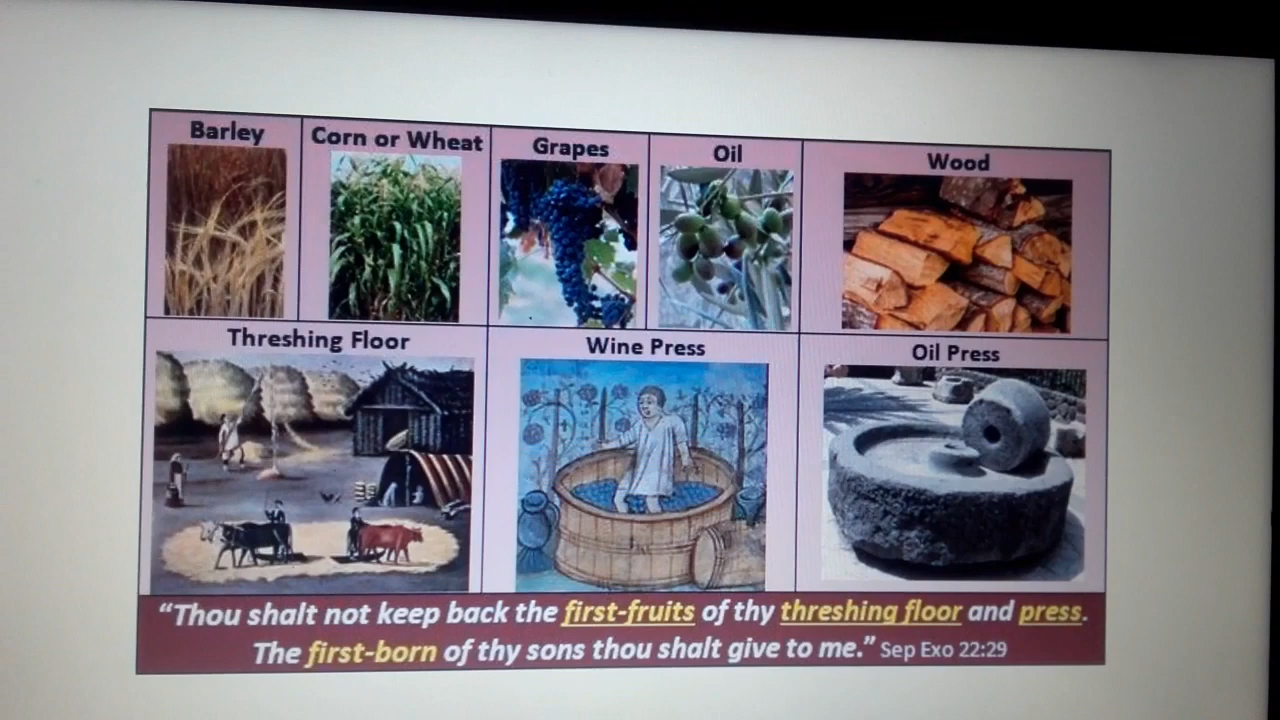 Barley
Corn or Wheat
Grapes
Oil
Wood
Threshing Floor
Wine Press
Oil Press
“Thou shalt not keep back the first-fruits of thy threshing floor and press.
The first-born of thy sons thou shalt give to me.” Sep Exo 22:29